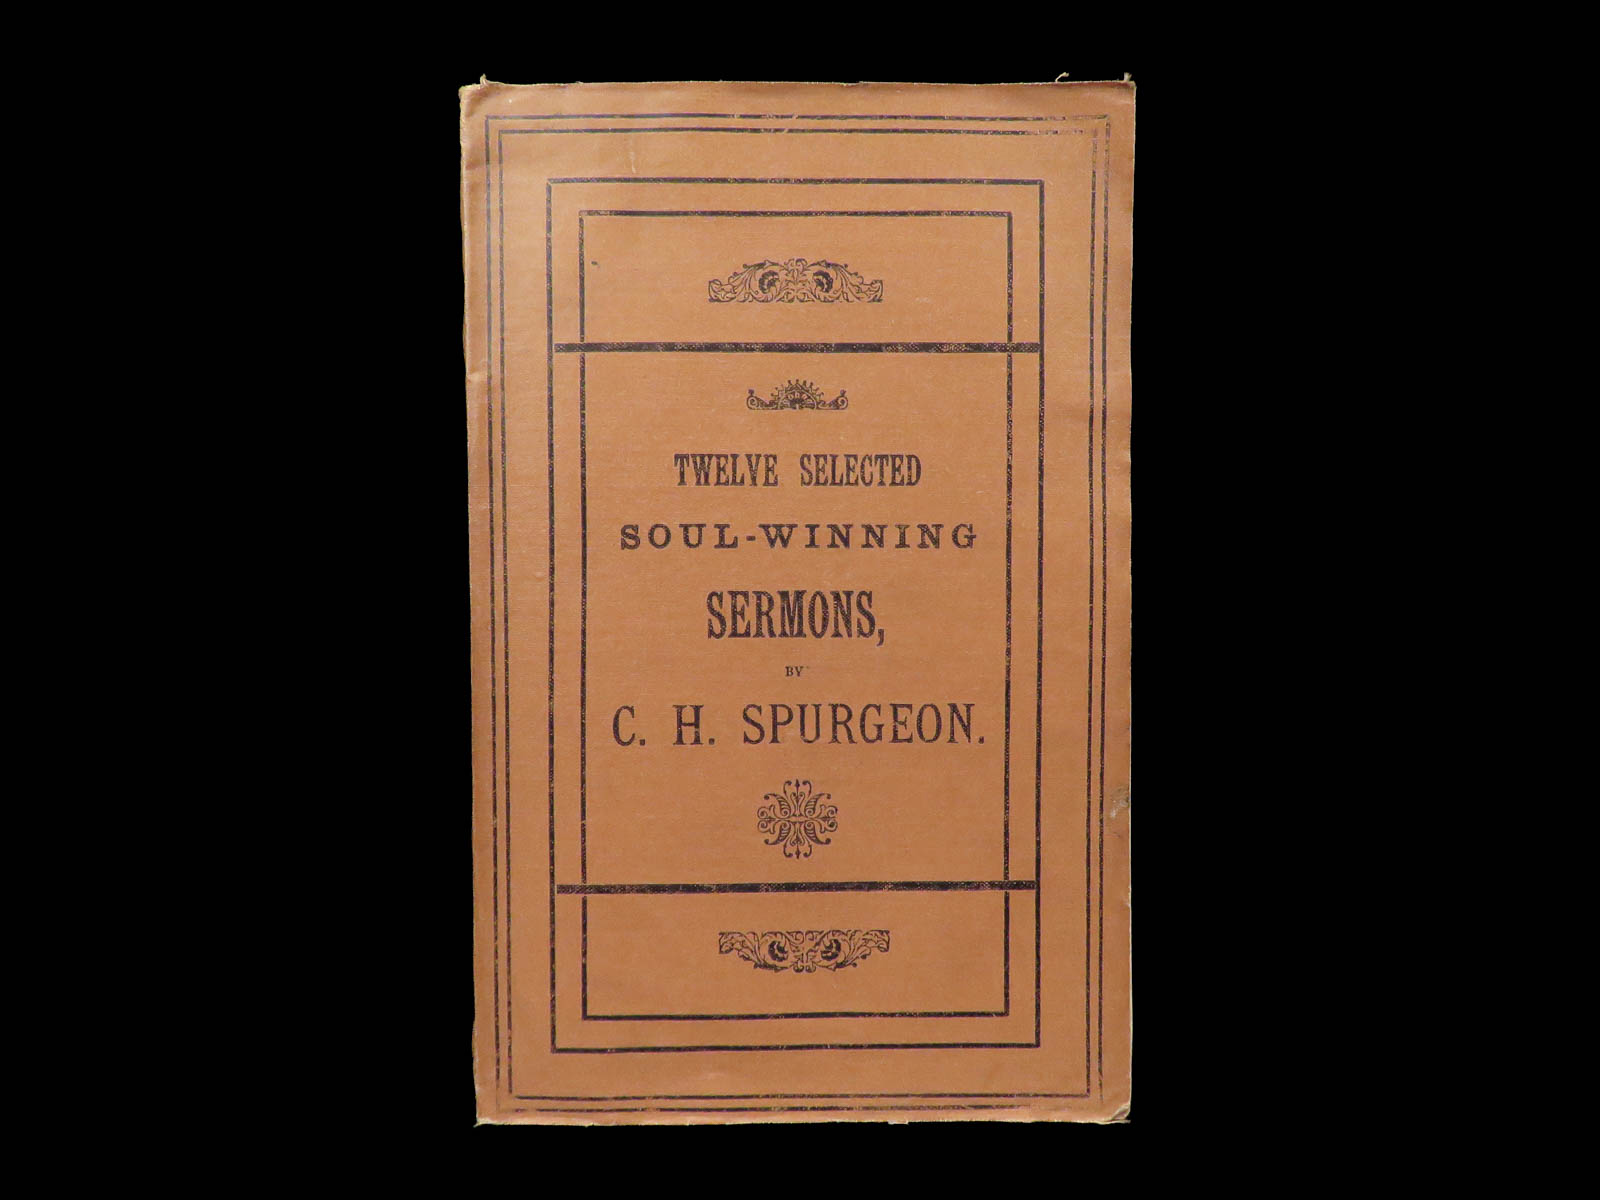 TWELVE SELECTED
SOUL-WINNING
SERMONS,
BY
C. H. SPURGEON.